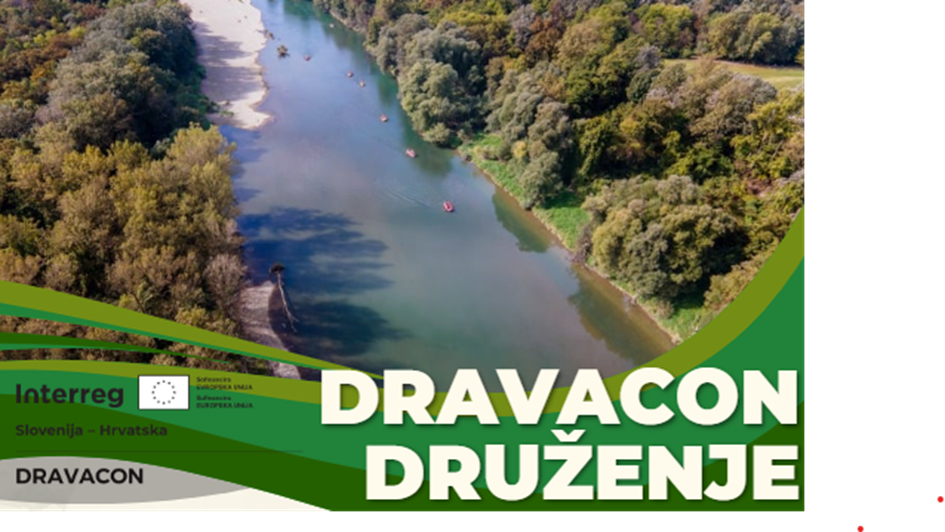 Interreg
Sofinancira
EVROPSKA UNIJA
Sufinancira
EUROPSKA UNIJA
Slovenija – Hrvatska
DRAVACON
DRAVACON
DRUŽENJE